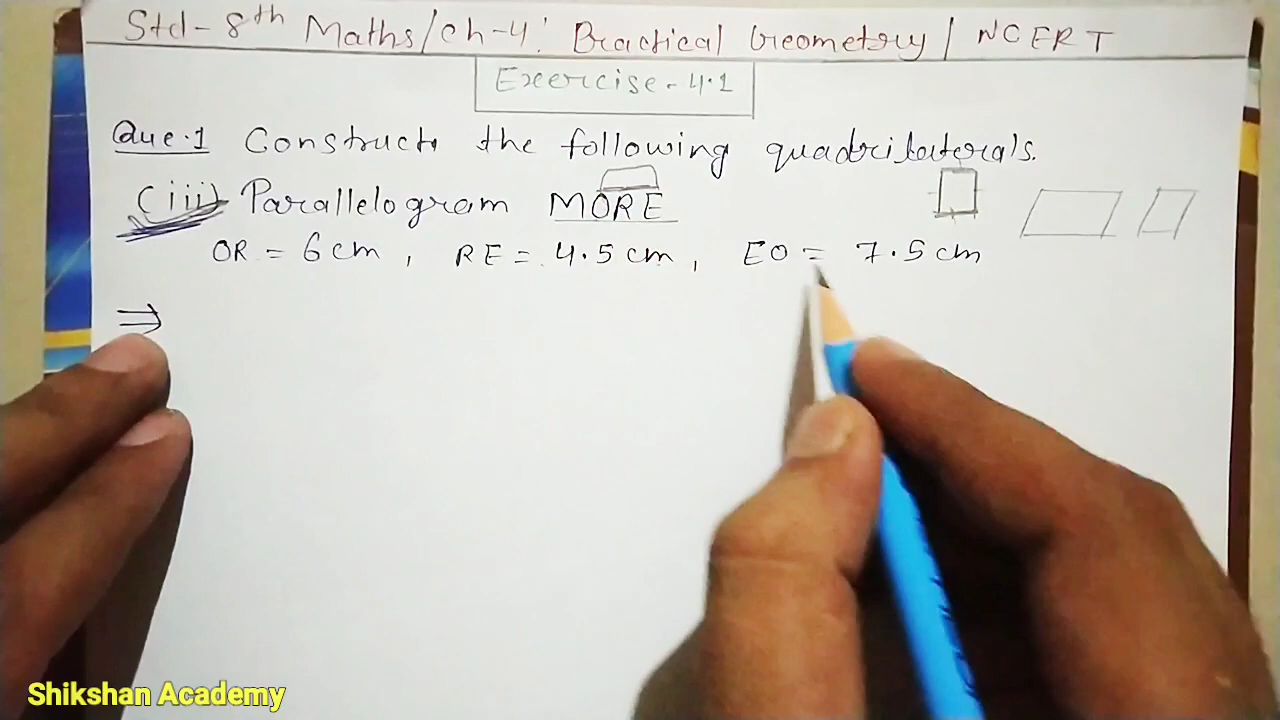 Std- 8th Maths/Ch-4: Practical Geometry / NCERT
Exercise-4.1
Que.1 Construct the following quadrilaterals.
(iii) Parallelogram MORE
OR = 6 cm, RE = 4.5 cm, EO = 7.5 cm
⇒
Shikshan Academy